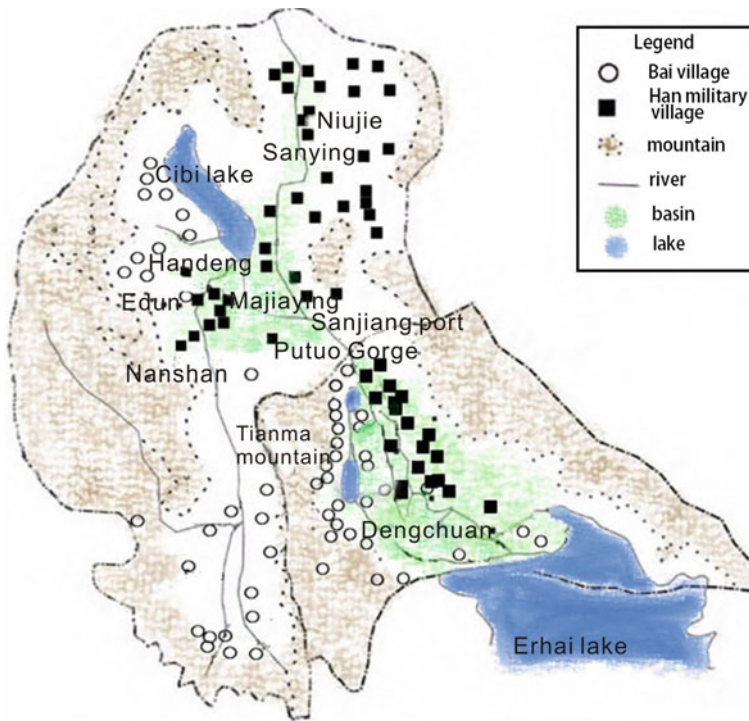 Legend
Bai village
Han military
village
mountain
river
basin
lake
Niujie
Sanying
Cibi lake
Handeng
Edun
Majiaying
Sanjiang port
Putuo Gorge
Nanshan
Tianma
mountain
Dengchuan
Erhai lake